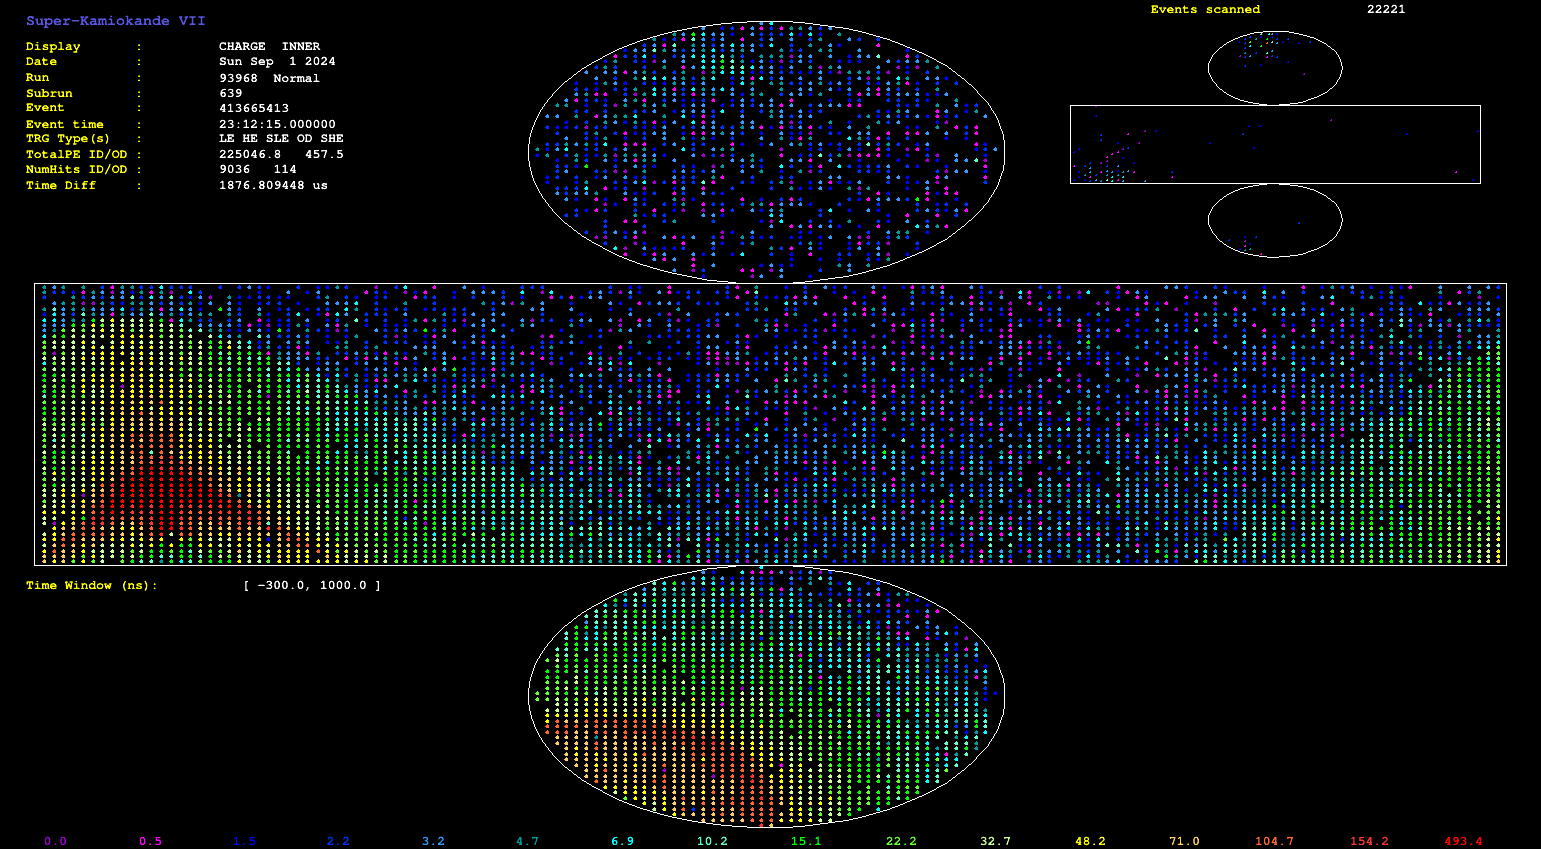 Super-Kamiokande VII
Events scanned 22221
Display : CHARGE INNER
Date : Sun Sep 1 2024
Run : 93968 Normal
Subrun : 639
Event : 413665413
Event time : 23:12:15.000000
TRG Type(s) : LE HE SLE OD SHE
TotalPE ID/OD : 225046.8 457.5
NumHits ID/OD : 9036 114
Time Diff : 1876.809448 us
Time Window (ns): [ -300.0, 1000.0 ]
0.0 0.5 1.5 2.2 3.2 4.7 6.9 10.2 15.1 22.2 32.7 48.2 71.0 104.7 154.2 493.4